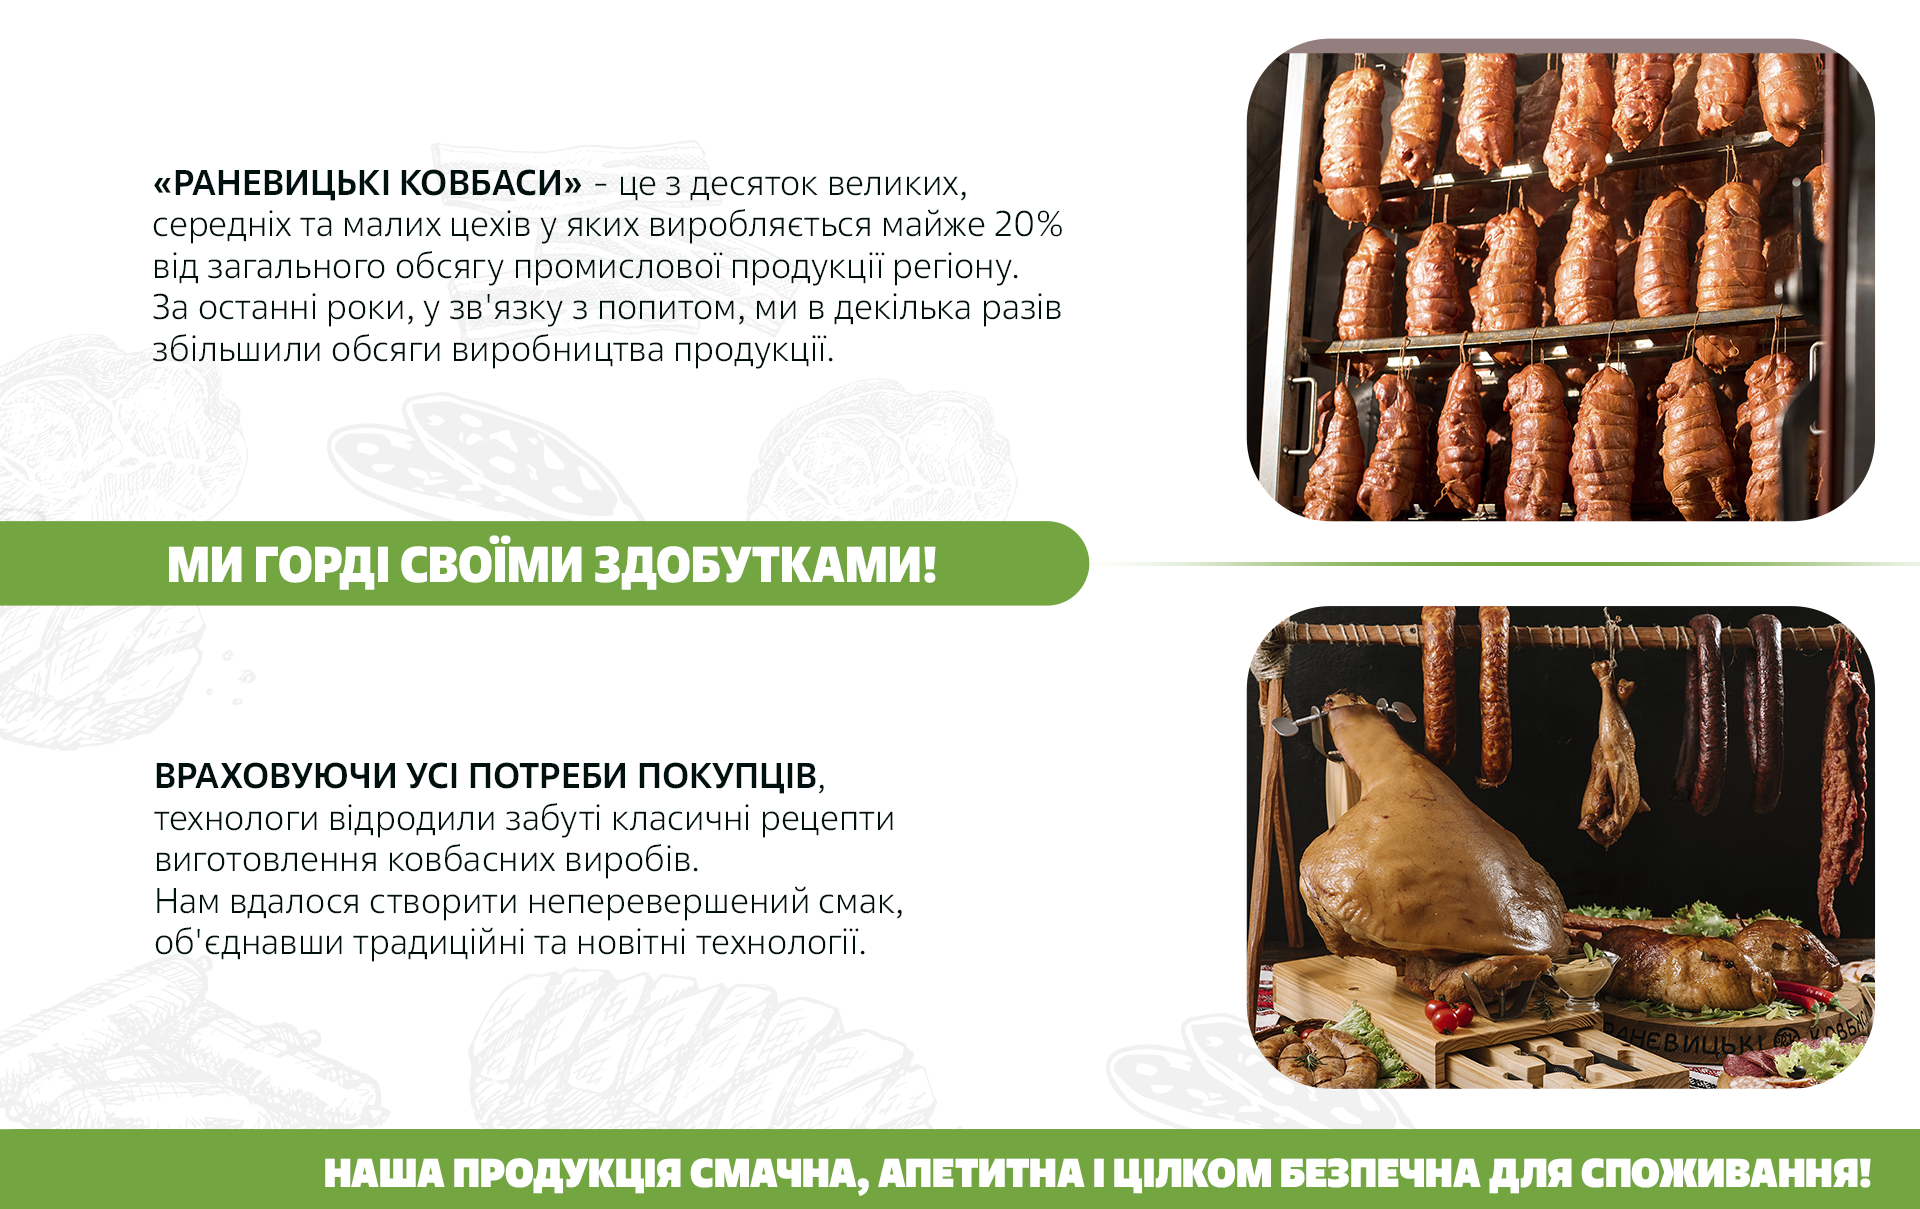 «РАНЕВИЦЬКІ КОВБАСИ» - це з десяток великих,
середніх та малих цехів у яких виробляється майже 20%
від загального обсягу промислової продукції регіону.
За останні роки, у зв'язку з попитом, ми в декілька разів
збільшили обсяги виробництва продукції.
МИ ГОРДІ СВОЇМИ ЗДОБУТКАМИ!
ВРАХОВУЮЧИ УСІ ПОТРЕБИ ПОКУПЦІВ,
технологи відродили забуті класичні рецепти
виготовлення ковбасних виробів.
Нам вдалося створити неперевершений смак,
об'єднавши традиційні та новітні технології.
РАНЕВИЦЬКІ КОВБАС
НАША ПРОДУКЦІЯ СМАЧНА, АПЕТИТНА І ЦІЛКОМ БЕЗПЕЧНА ДЛЯ СПОЖИВАННЯ!